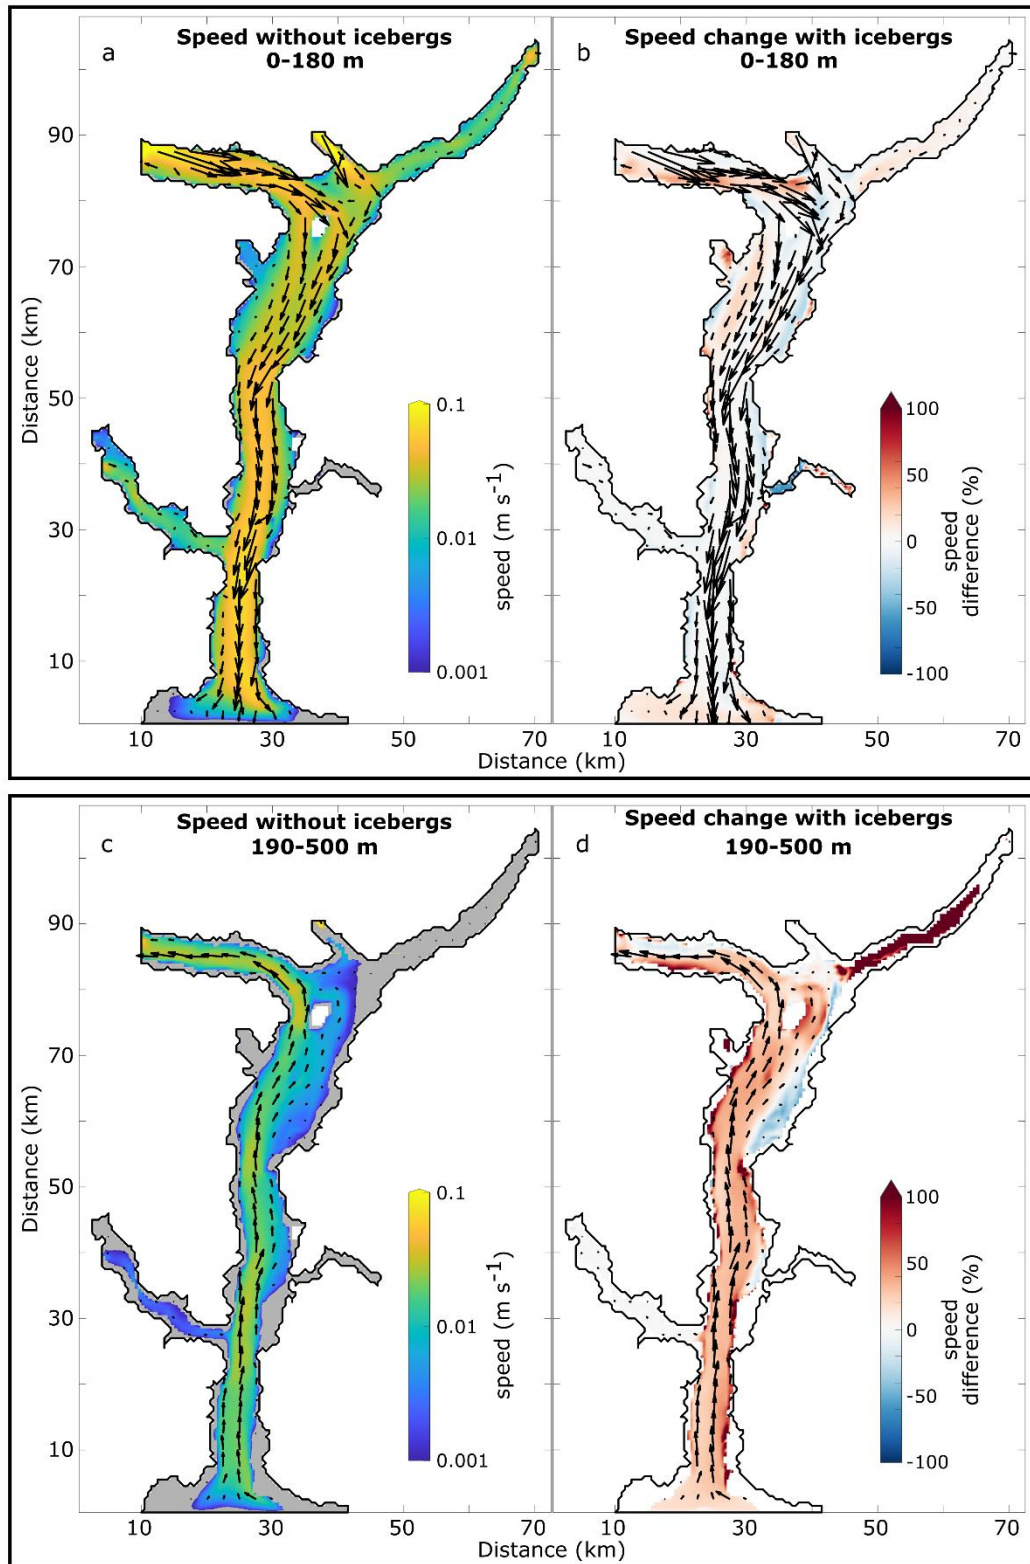 a
Speed without icebergs
0-180 m
b
Speed change with icebergs
0-180 m
90
70
50
30
10
Distance (km)
0.1
0.01
0.001
speed (m s⁻¹)
100
50
0
-50
-100
speed
difference (%)
10 30 50 70
10 30 50 70
Distance (km)
c
Speed without icebergs
190-500 m
d
Speed change with icebergs
190-500 m
90
70
50
30
10
Distance (km)
0.1
0.01
0.001
speed (m s⁻¹)
100
50
0
-50
-100
speed
difference (%)
10 30 50 70
10 30 50 70
Distance (km)